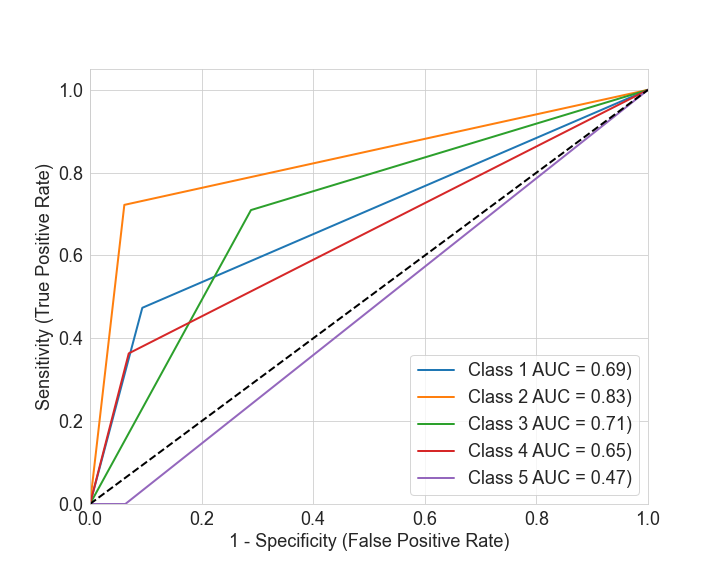 1.0
0.8
0.6
0.4
0.2
0.0
Sensitivity (True Positive Rate)
Class 1 AUC = 0.69)
Class 2 AUC = 0.83)
Class 3 AUC = 0.71)
Class 4 AUC = 0.65)
Class 5 AUC = 0.47)
0.0 0.2 0.4 0.6 0.8 1.0
1 - Specificity (False Positive Rate)